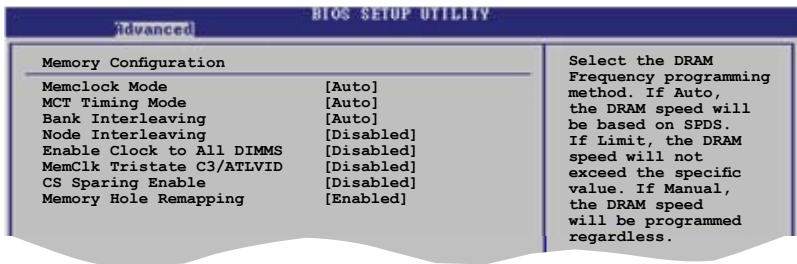 BIOS SETUP UTILITY
Advanced
Memory Configuration
Memclock Mode [Auto]
MCT Timing Mode [Auto]
Bank Interleaving [Auto]
Node Interleaving [Disabled]
Enable Clock to All DIMMS [Disabled]
MemClk Tristate C3/ATLVID [Disabled]
CS Sparing Enable [Disabled]
Memory Hole Remapping [Enabled]
Select the DRAM
Frequency programming
method. If Auto,
the DRAM speed will
be based on SPDS.
If Limit, the DRAM
speed will not
exceed the specific
value. If Manual,
the DRAM speed
will be programmed
regardless.